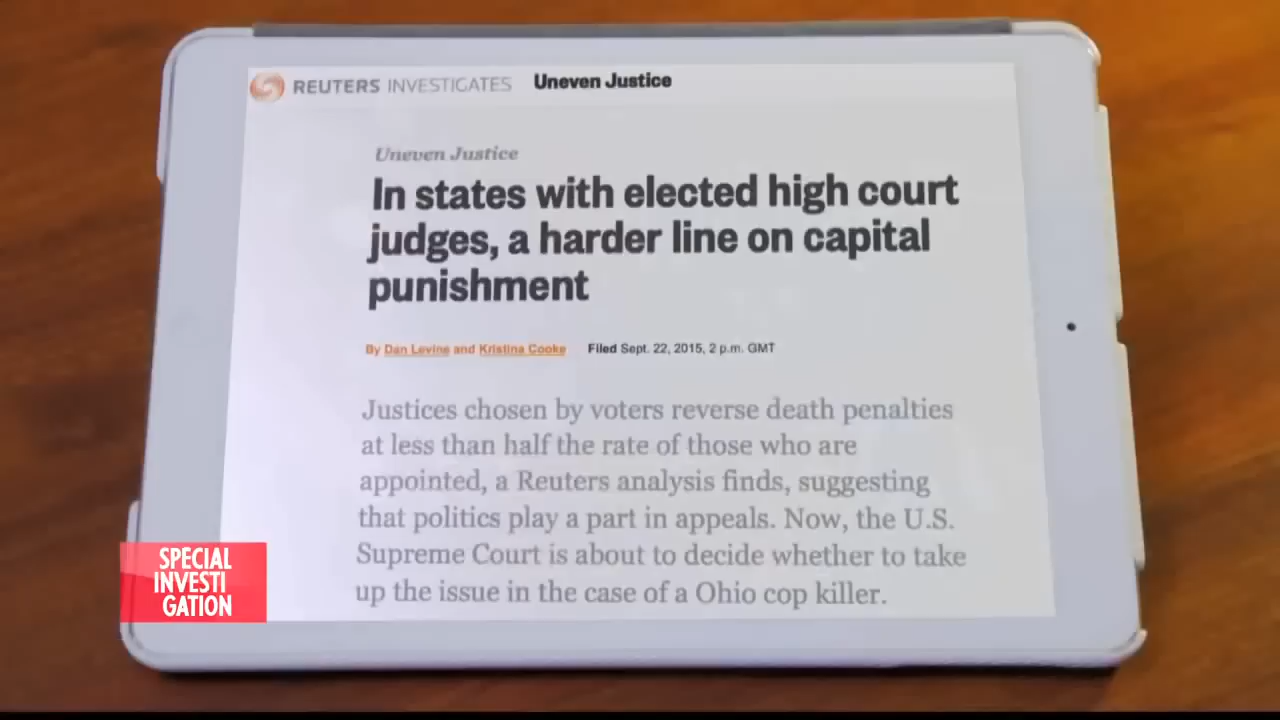 REUTERS INVESTIGATES Uneven Justice
Uneven Justice
In states with elected high court
judges, a harder line on capital
punishment
By Dan Levine and Kristina Cooke Filed Sept. 22, 2015, 2 p.m. GMT
Justices chosen by voters reverse death penalties
at less than half the rate of those who are
appointed, a Reuters analysis finds, suggesting
that politics play a part in appeals. Now, the U.S.
Supreme Court is about to decide whether to take
up the issue in the case of a Ohio cop killer.
SPECIAL
INVESTI
GATION